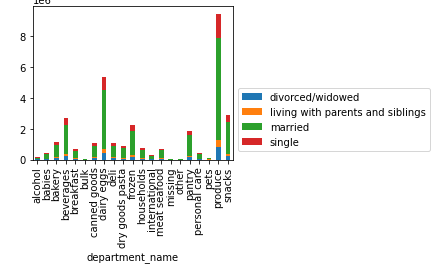 1e6
8
6
4
2
0
alcohol
babies
bakery
beverages
breakfast
bulk
canned goods
dairy eggs
deli
dry goods pasta
frozen
households
international
meat seafood
missing
other
pantry
personal care
pets
produce
snacks
department_name
divorced/widowed
living with parents and siblings
married
single